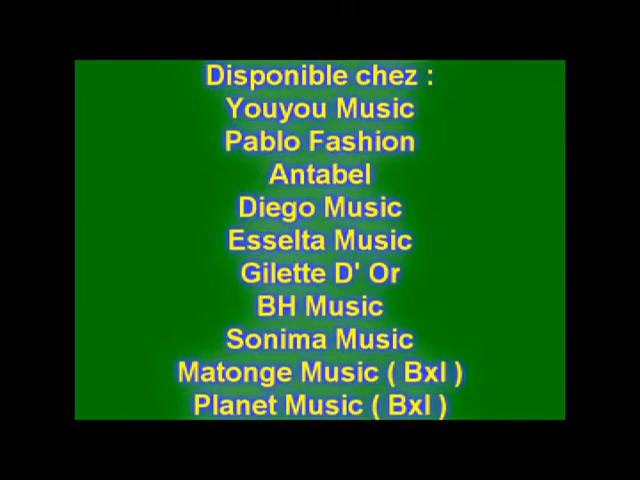 Disponible chez :
Youyou Music
Pablo Fashion
Antabel
Diego Music
Esselta Music
Gilette D' Or
BH Music
Sonima Music
Matonge Music ( Bxl )
Planet Music ( Bxl )